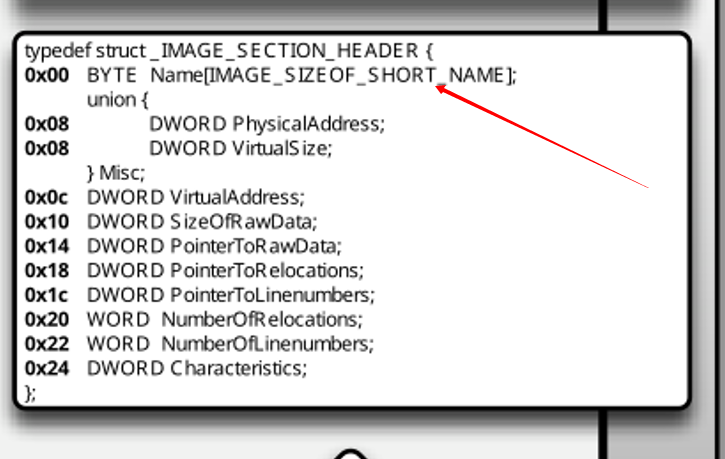 typedef struct _IMAGE_SECTION_HEADER {
0x00 BYTE Name[IMAGE_SIZEOF_SHORT_NAME];
union {
0x08 DWORD PhysicalAddress;
0x08 DWORD VirtualSize;
} Misc;
0x0c DWORD VirtualAddress;
0x10 DWORD SizeOfRawData;
0x14 DWORD PointerToRawData;
0x18 DWORD PointerToRelocations;
0x1c DWORD PointerToLinenumbers;
0x20 WORD NumberOfRelocations;
0x22 WORD NumberOfLinenumbers;
0x24 DWORD Characteristics;
};